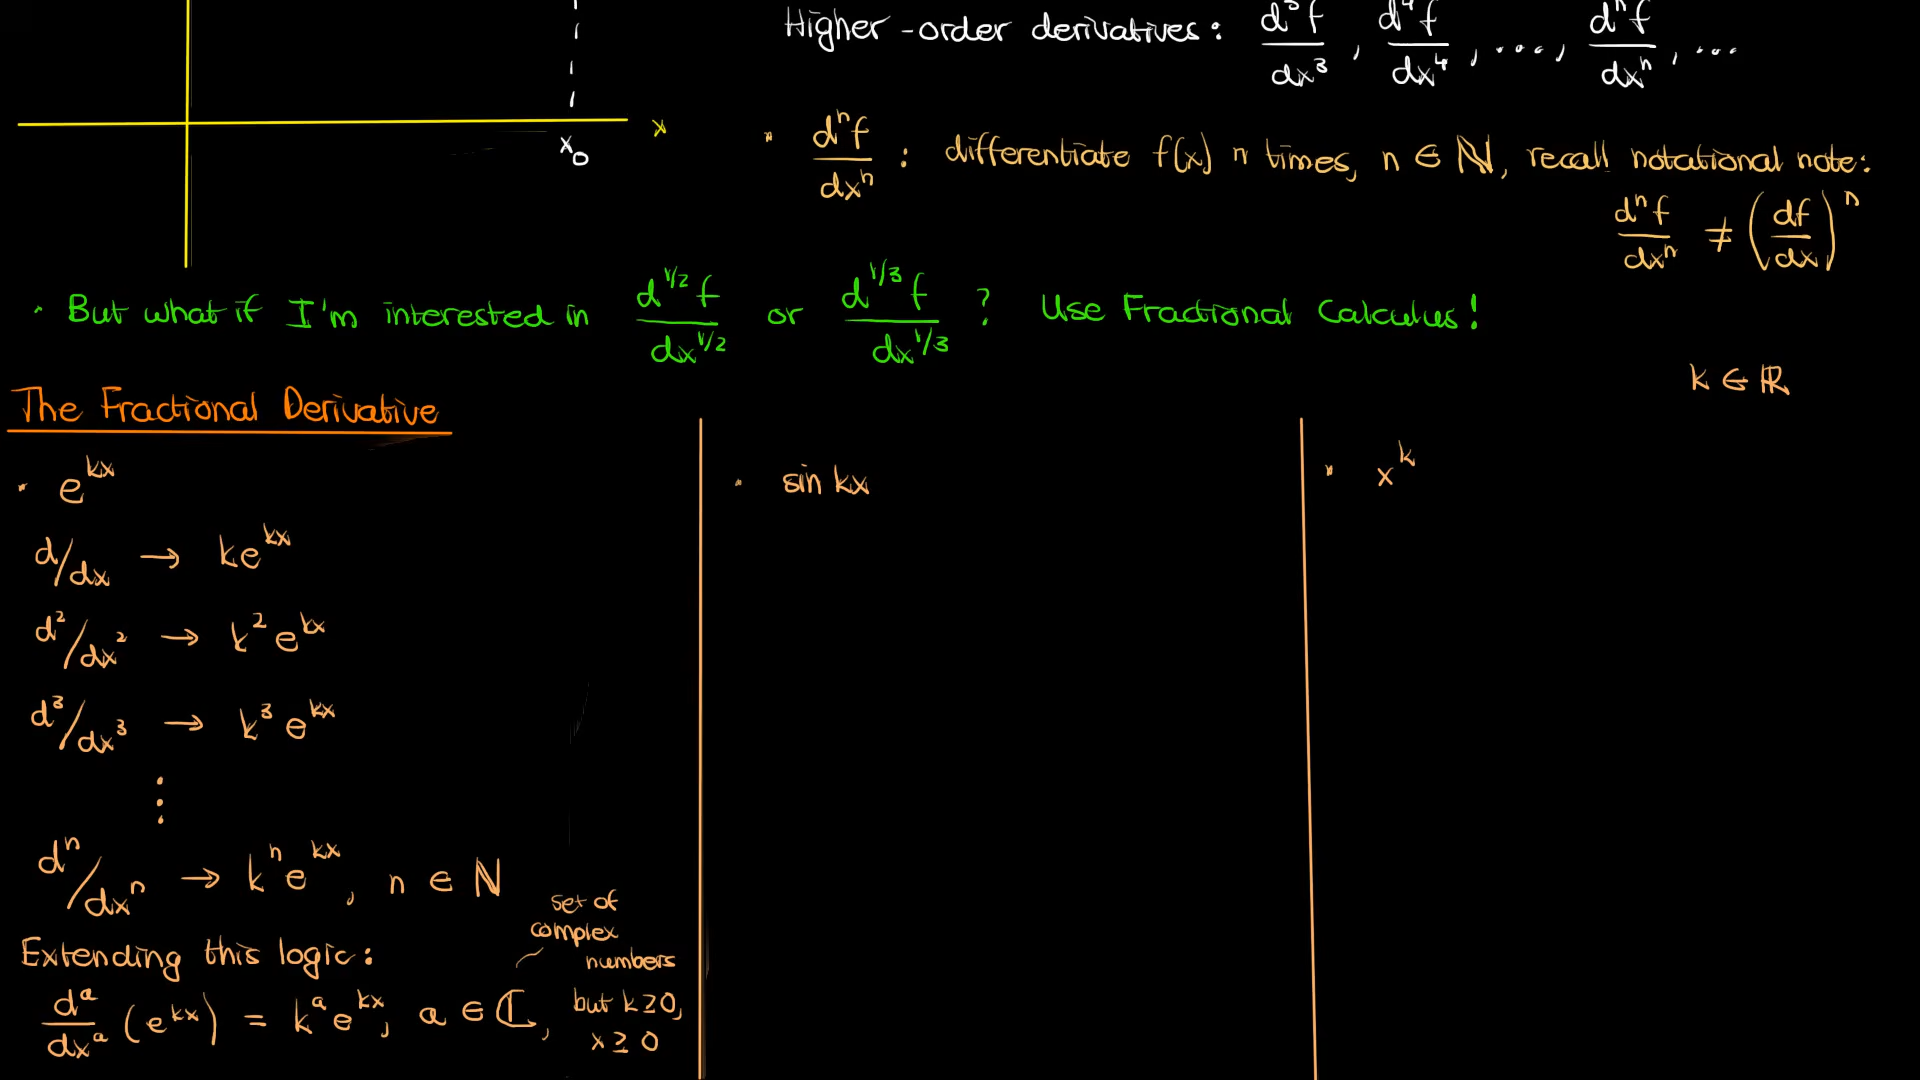 Higher-order derivatives: d³f/dx³, d⁴f/dx⁴, ..., dⁿf/dxⁿ, ...
x
x₀
• dⁿf/dxⁿ : differentiate f(x) n times, n ∈ ℕ, recall notational note:
dⁿf/dxⁿ ≠ (df/dx)ⁿ
• But what if I'm interested in d^(1/2)f/dx^(1/2) or d^(1/3)f/dx^(1/3) ? Use Fractional Calculus!
k ∈ ℝ
The Fractional Derivative
• e^(kx)
d/dx → ke^(kx)
d²/dx² → k²e^(kx)
d³/dx³ → k³e^(kx)
⋮
dⁿ/dxⁿ → kⁿe^(kx), n ∈ ℕ
Extending this logic:
d^a/dx^a (e^(kx)) = k^a e^(kx), a ∈ ℂ,
set of
complex
numbers
but k ≥ 0,
x ≥ 0
• sin kx
• x^k